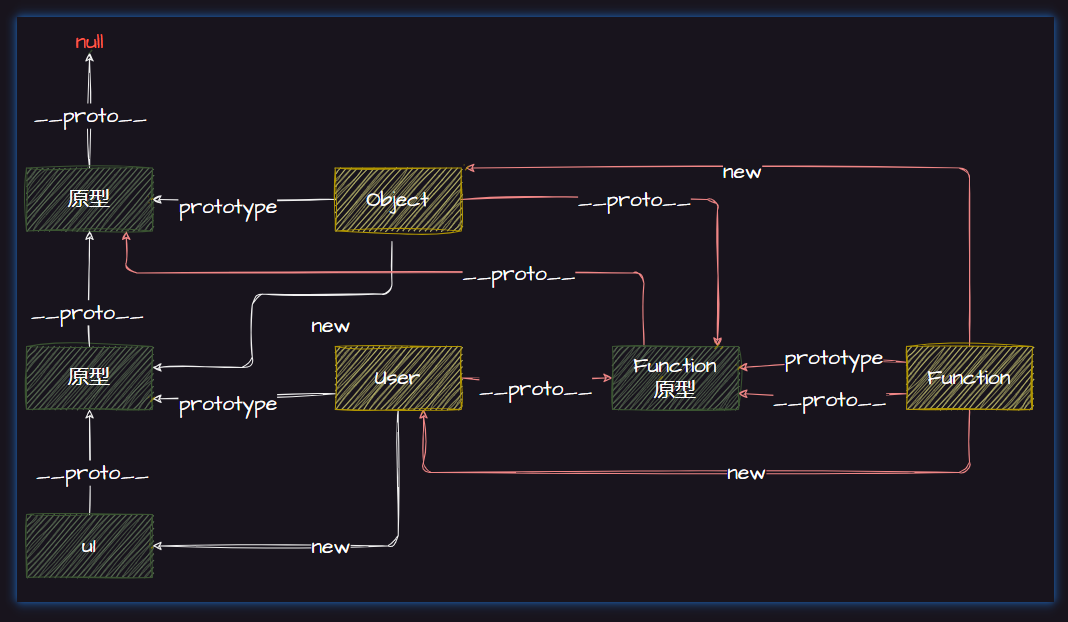 null
__proto__
new
原型
prototype
Object
__proto__
__proto__
__proto__
new
原型
prototype
User
__proto__
Function
原型
prototype
__proto__
Function
__proto__
new
u1
new